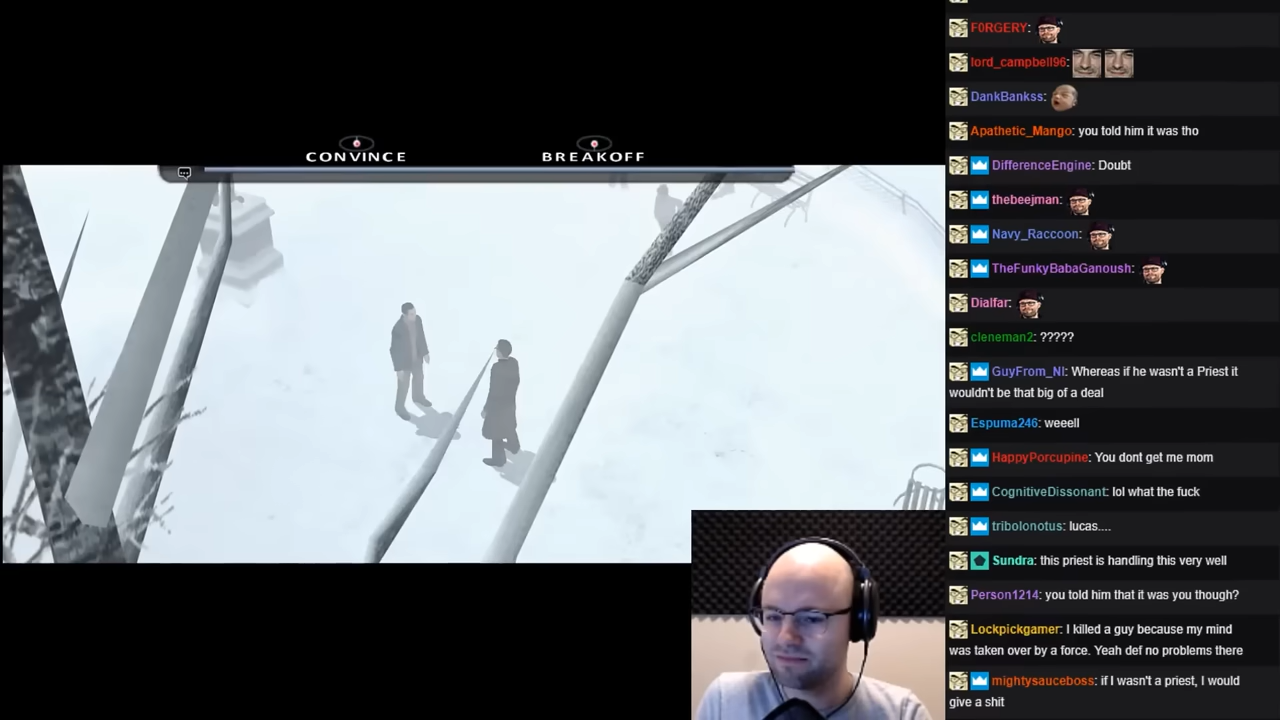 CONVINCE
BREAKOFF
F0RGERY:
lord_campbell96:
DankBankss:
Apathetic_Mango: you told him it was tho
DifferenceEngine: Doubt
thebeejman:
Navy_Raccoon:
TheFunkyBabaGanoush:
Dialfar:
cleneman2: ?????
GuyFrom_NI: Whereas if he wasn't a Priest it
wouldn't be that big of a deal
Espuma246: weeell
HappyPorcupine: You dont get me mom
CognitiveDissonant: lol what the fuck
tribolonotus: lucas....
Sundra: this priest is handling this very well
Person1214: you told him that it was you though?
Lockpickgamer: I killed a guy because my mind
was taken over by a force. Yeah def no problems there
mightysauceboss: if I wasn't a priest, I would
give a shit